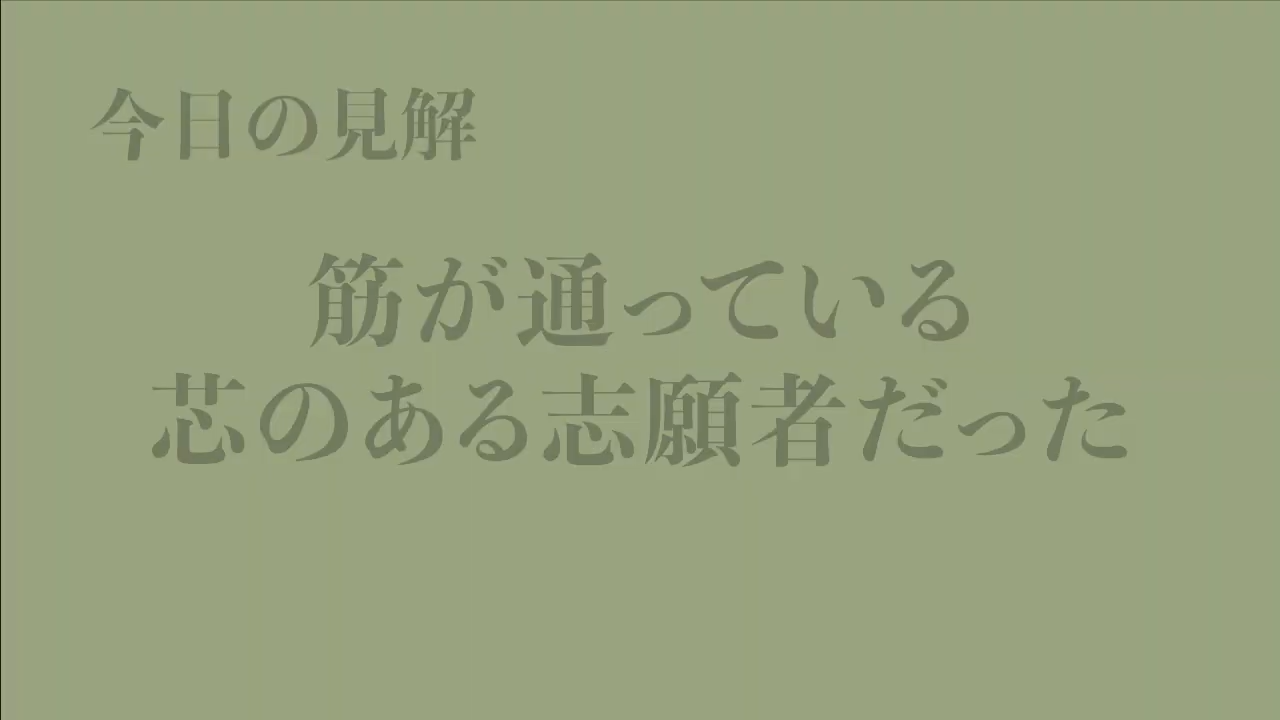 今日の見解
筋が通っている
芯のある志願者だった